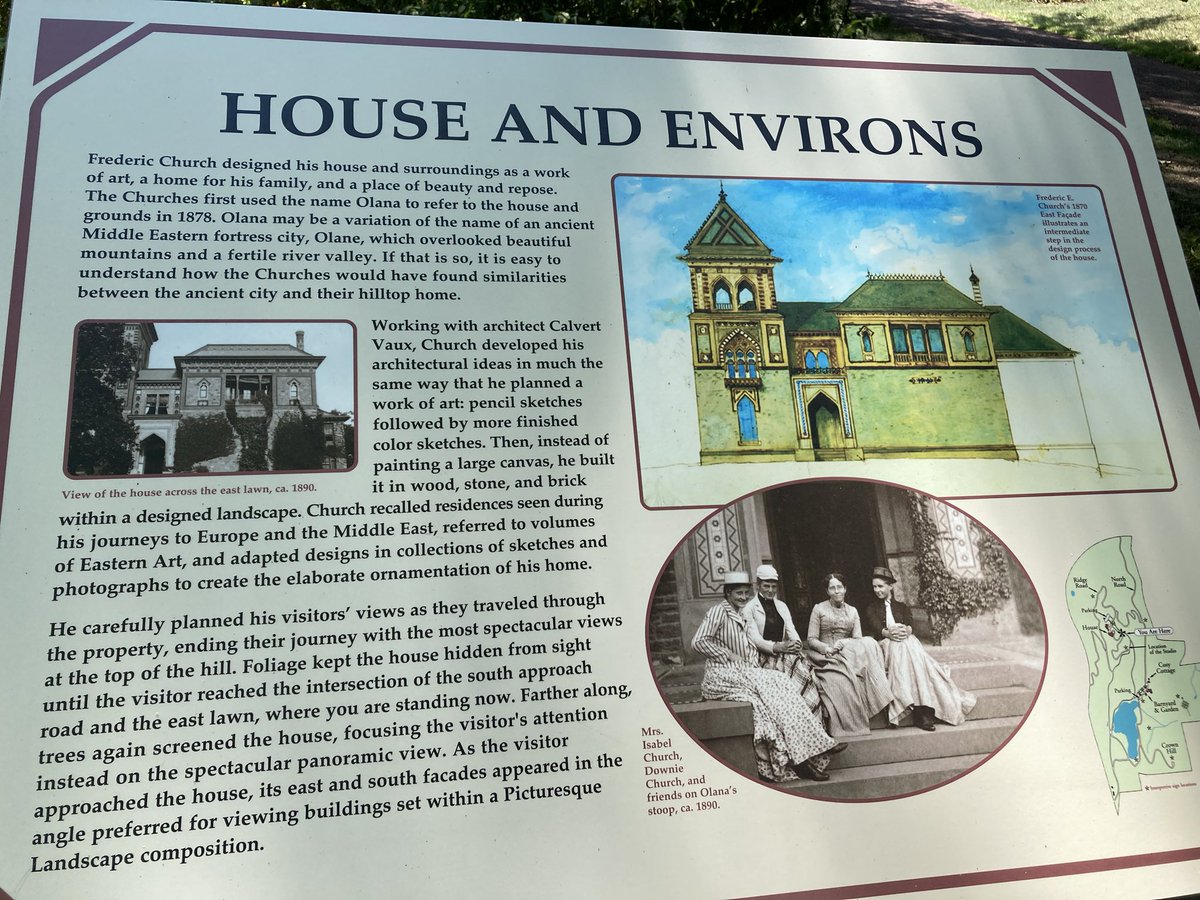 HOUSE AND ENVIRONS
Frederic Church designed his house and surroundings as a work
of art, a home for his family, and a place of beauty and repose.
The Churches first used the name Olana to refer to the house and
grounds in 1878. Olana may be a variation of the name of an ancient
Middle Eastern fortress city, Olane, which overlooked beautiful
mountains and a fertile river valley. If that is so, it is easy to
understand how the Churches would have found similarities
between the ancient city and their hilltop home.
View of the house across the east lawn, ca. 1890.
Working with architect Calvert
Vaux, Church developed his
architectural ideas in much the
same way that he planned a
work of art: pencil sketches
followed by more finished
color sketches. Then, instead of
painting a large canvas, he built
it in wood, stone, and brick
within a designed landscape. Church recalled residences seen during
his journeys to Europe and the Middle East, referred to volumes
of Eastern Art, and adapted designs in collections of sketches and
photographs to create the elaborate ornamentation of his home.
He carefully planned his visitors' views as they traveled through
the property, ending their journey with the most spectacular views
at the top of the hill. Foliage kept the house hidden from sight
until the visitor reached the intersection of the south approach
road and the east lawn, where you are standing now. Farther along,
trees again screened the house, focusing the visitor's attention
instead on the spectacular panoramic view. As the visitor
approached the house, its east and south facades appeared in the
angle preferred for viewing buildings set within a Picturesque
Landscape composition.
Frederic E.
Church's 1870
East Façade
illustrates an
intermediate
step in the
design process
of the house.
Mrs.
Isabel
Church,
Downie
Church, and
friends on Olana's
stoop, ca. 1890.
Ridge
Road
North
Road
Parking
House
You Are Here
Location
of the Studio
Cosy
Cottage
Parking
Barnyard
& Garden
Crown
Hill
* Interpretive sign locations